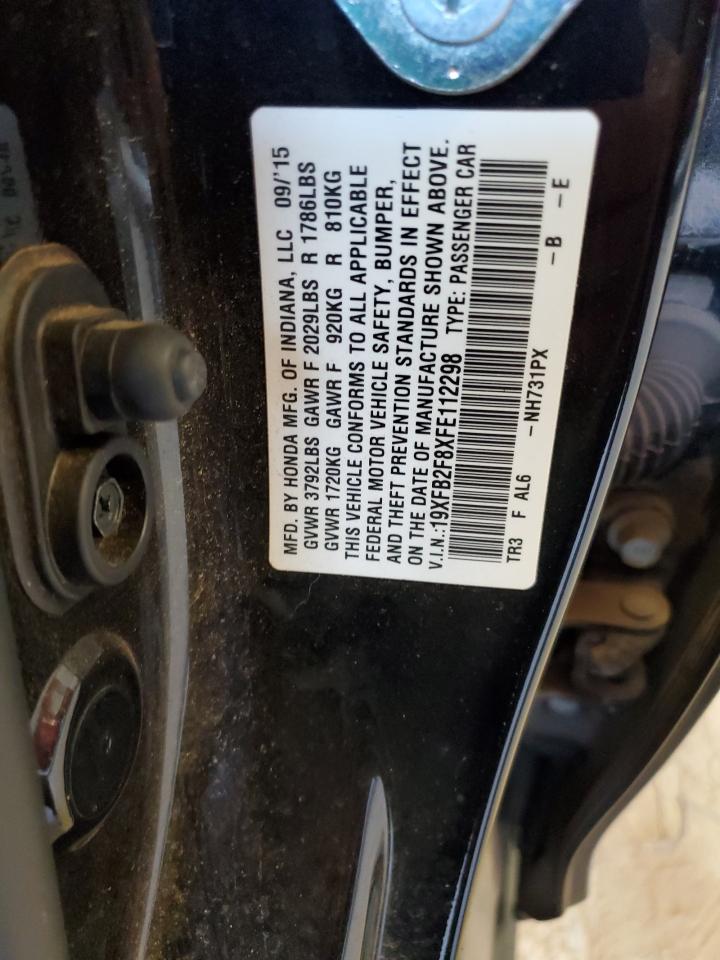 MFD. BY HONDA MFG. OF INDIANA, LLC 09/'15
GVWR 3792LBS GAWR F 2029LBS R 1786LBS
GVWR 1720KG GAWR F 920KG R 810KG
THIS VEHICLE CONFORMS TO ALL APPLICABLE
FEDERAL MOTOR VEHICLE SAFETY, BUMPER,
AND THEFT PREVENTION STANDARDS IN EFFECT
ON THE DATE OF MANUFACTURE SHOWN ABOVE.
V.I.N.:19XFB2F8XFE112298 TYPE: PASSENGER CAR
TR3 F AL6 -NH731PX -B -E